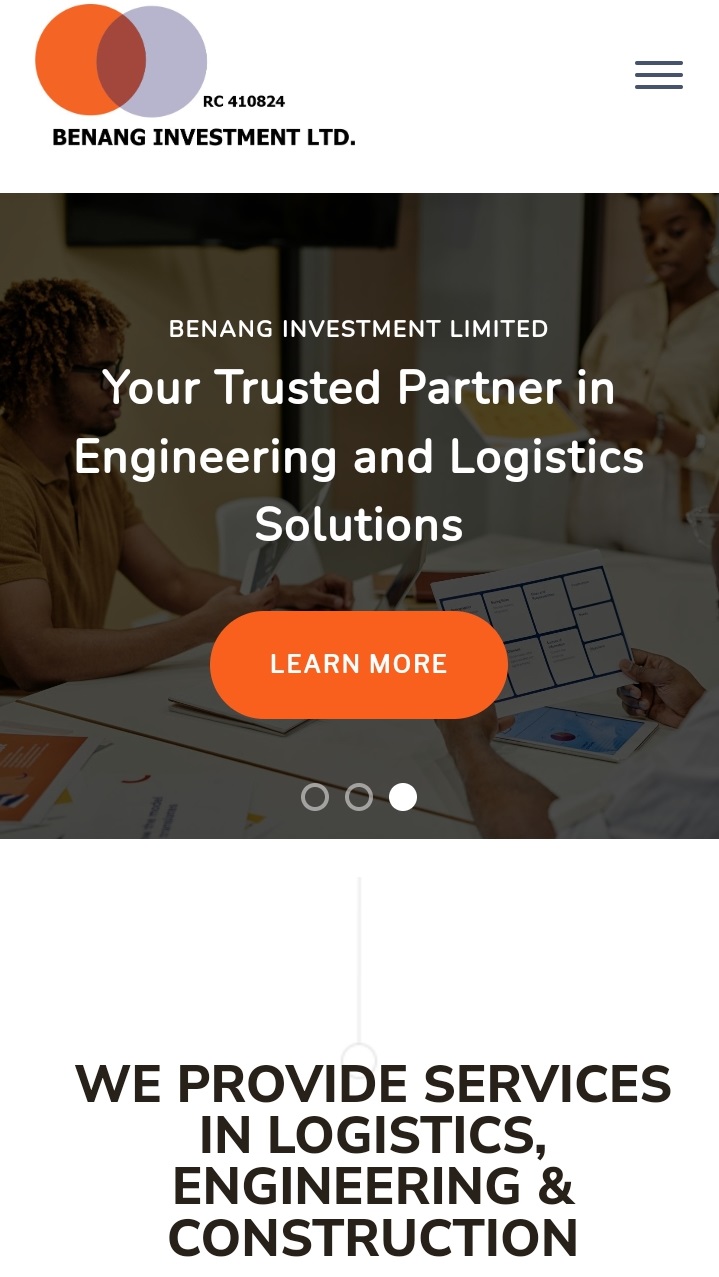 RC 410824
BENANG INVESTMENT LTD.
BENANG INVESTMENT LIMITED
Your Trusted Partner in
Engineering and Logistics
Solutions
LEARN MORE
WE PROVIDE SERVICES
IN LOGISTICS,
ENGINEERING &
CONSTRUCTION